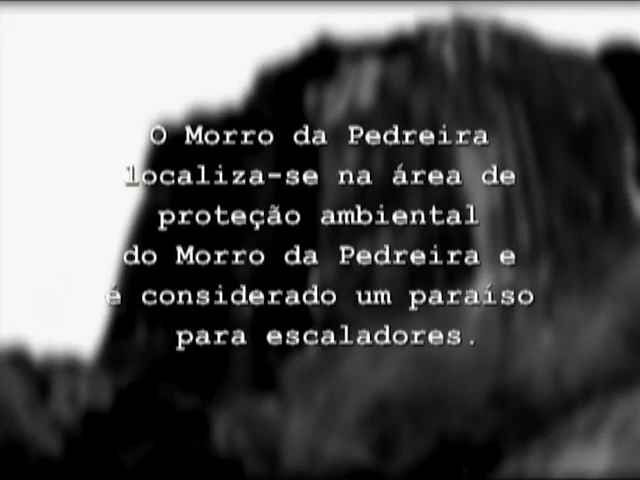 O Morro da Pedreira
localiza-se na área de
proteção ambiental
do Morro da Pedreira e
é considerado um paraíso
para escaladores.